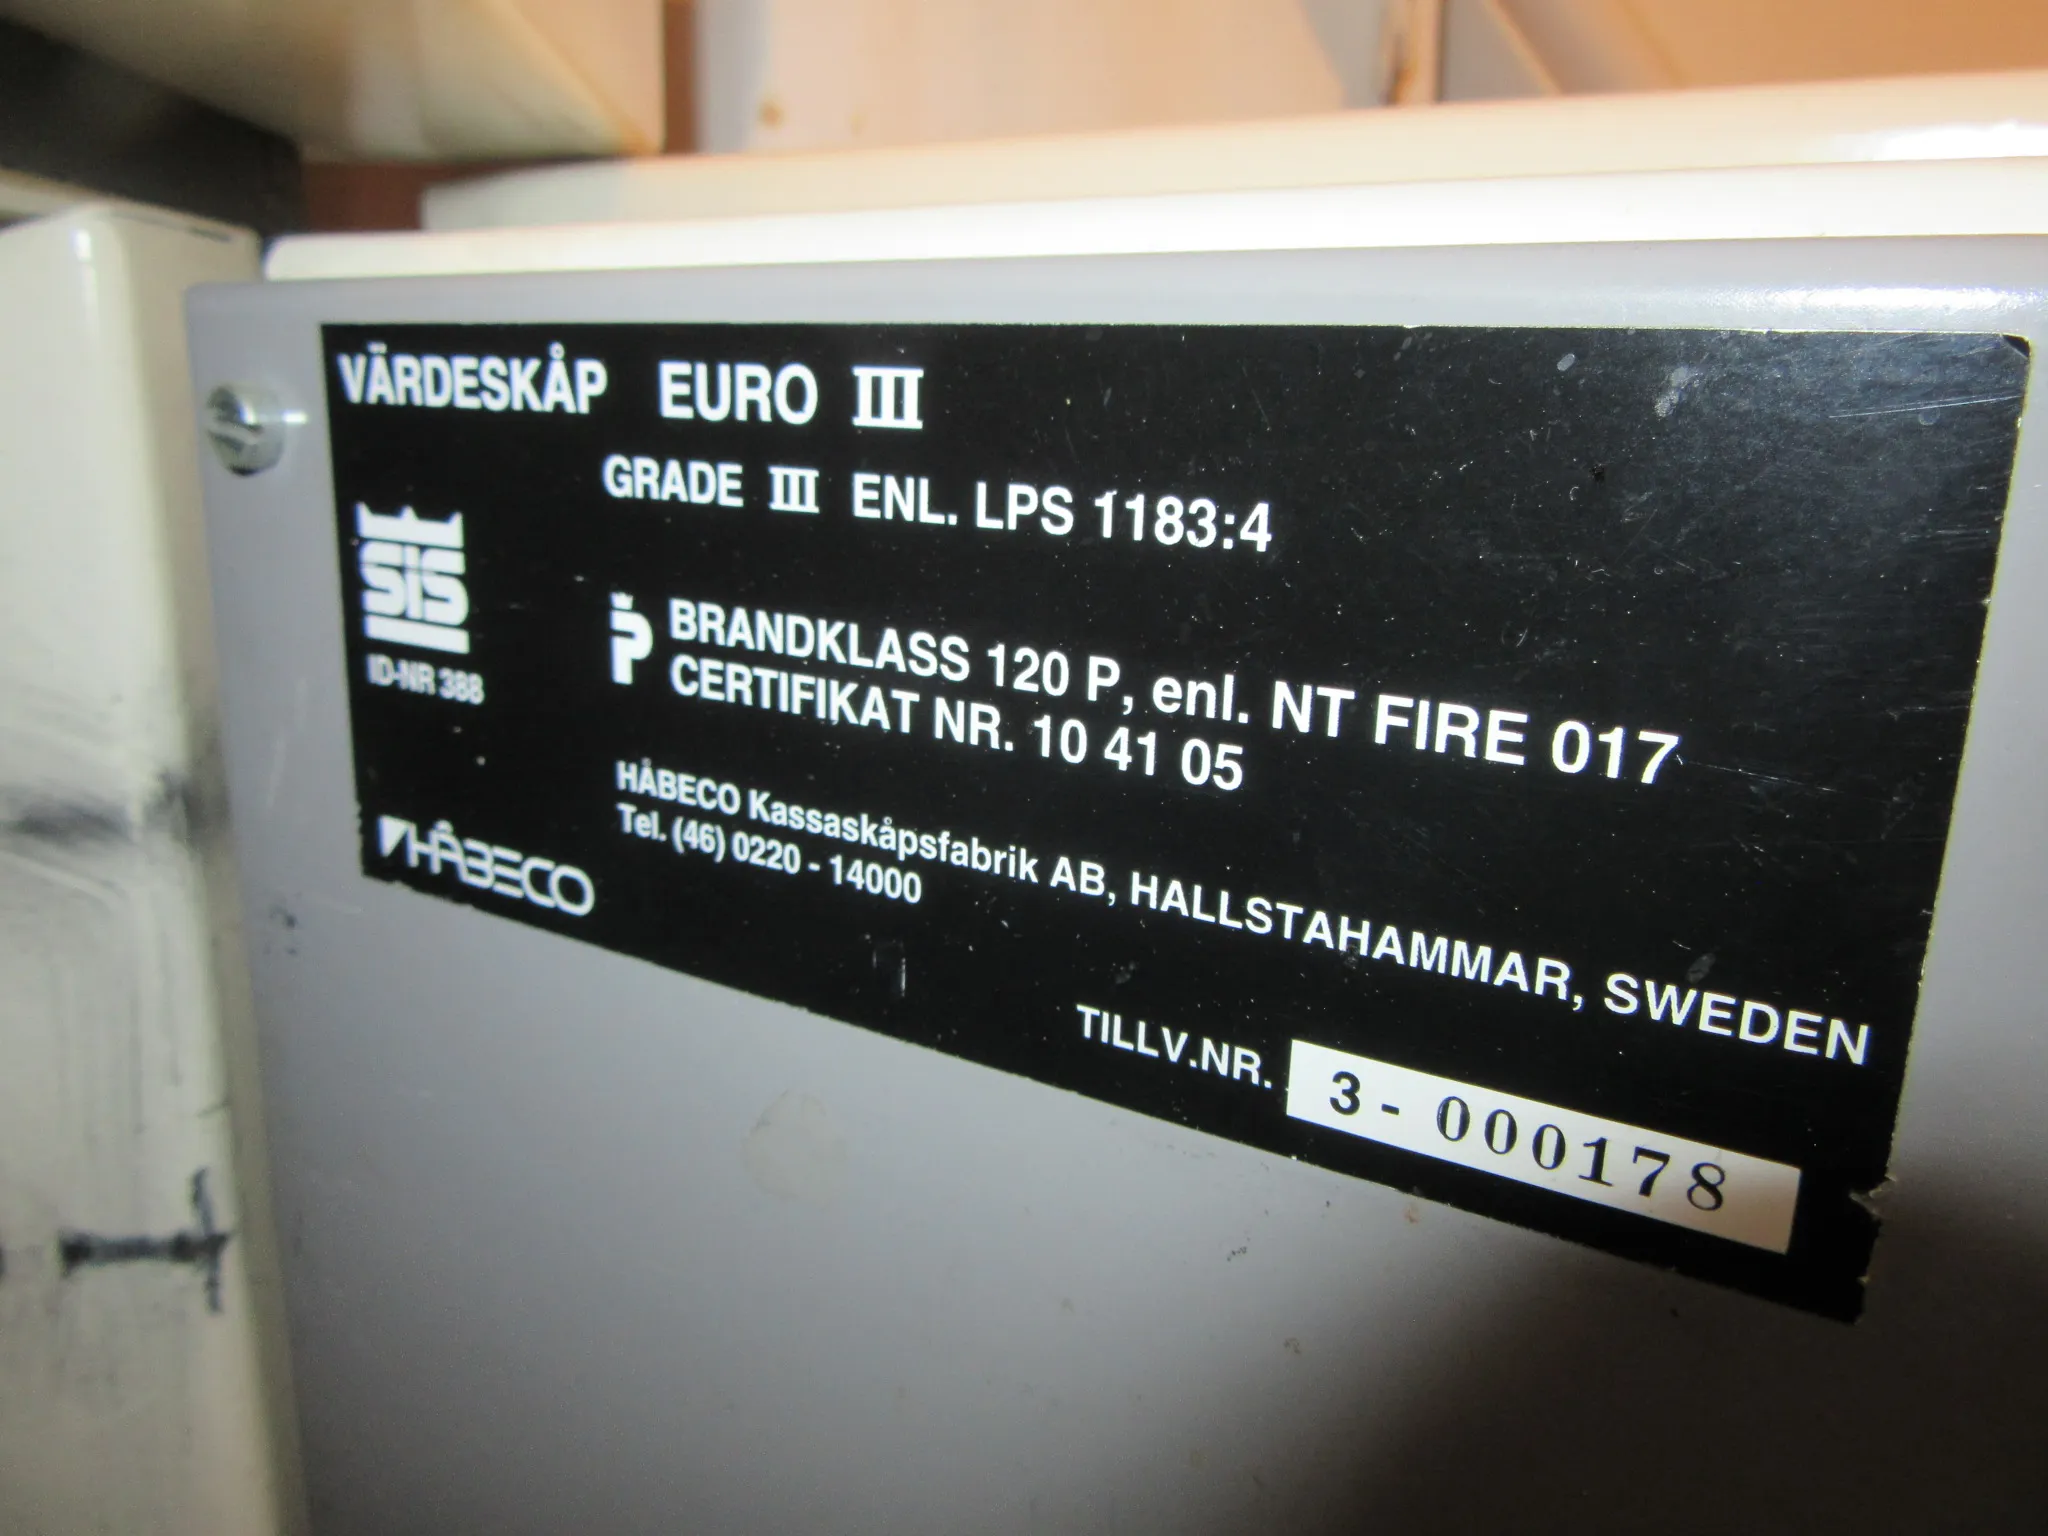 VÄRDESKÅP EURO III
GRADE III ENL. LPS 1183:4
SIS
ID-NR 388
P BRANDKLASS 120 P, enl. NT FIRE 017
CERTIFIKAT NR. 10 41 05
HÅBECO
HÅBECO Kassaskåpsfabrik AB, HALLSTAHAMMAR, SWEDEN
Tel. (46) 0220 - 14000
TILLV.NR. 3 - 000178